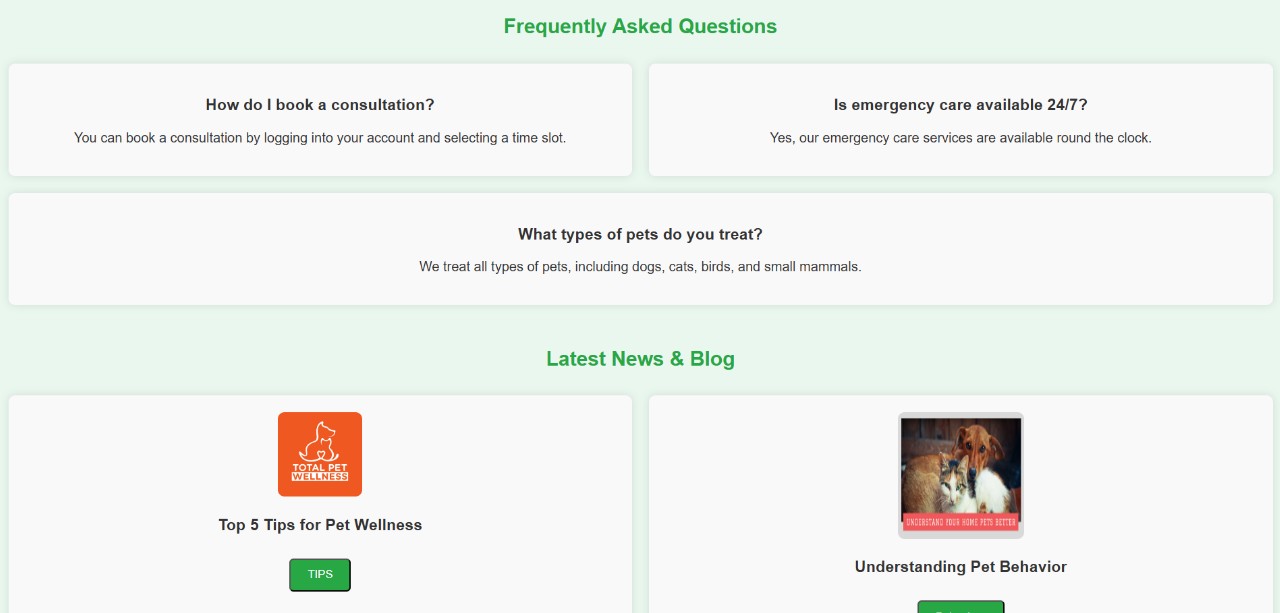 Frequently Asked Questions
How do I book a consultation?
You can book a consultation by logging into your account and selecting a time slot.
Is emergency care available 24/7?
Yes, our emergency care services are available round the clock.
What types of pets do you treat?
We treat all types of pets, including dogs, cats, birds, and small mammals.
Latest News & Blog
TOTAL PET
WELLNESS
Top 5 Tips for Pet Wellness
TIPS
UNDERSTAND YOUR HOME PETS BETTER
Understanding Pet Behavior